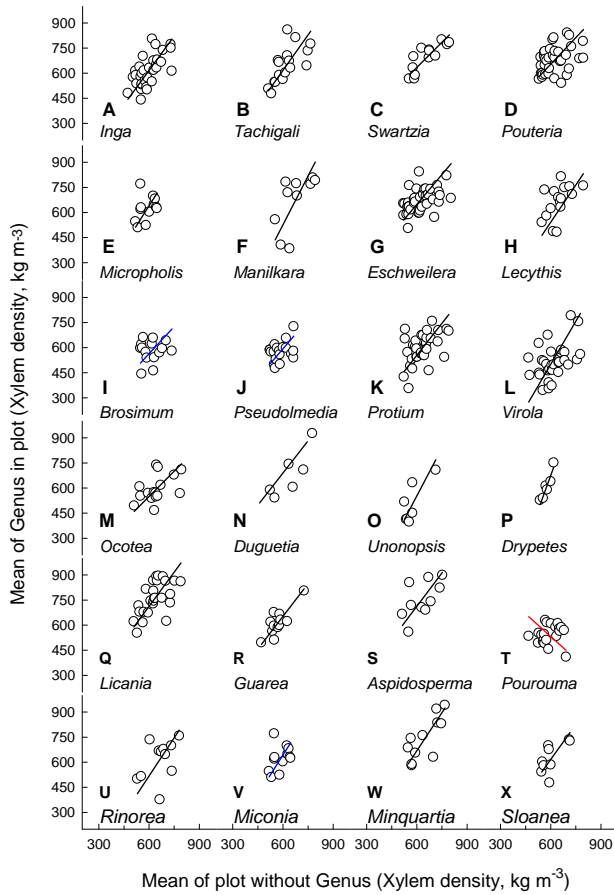 Mean of Genus in plot (Xylem density, kg m-3)
900
750
600
450
300
A B C D
Inga Tachigali Swartzia Pouteria
900
750
600
450
300
E F G H
Micropholis Manilkara Eschweilera Lecythis
900
750
600
450
300
I J K L
Brosimum Pseudolmedia Protium Virola
900
750
600
450
300
M N O P
Ocotea Duguetia Unonopsis Drypetes
900
750
600
450
300
Q R S T
Licania Guarea Aspidosperma Pourouma
900
750
600
450
300
U V W X
Rinorea Miconia Minquartia Sloanea
300 600 900 300 600 900 300 600 900 300 600 900
Mean of plot without Genus (Xylem density, kg m-3)